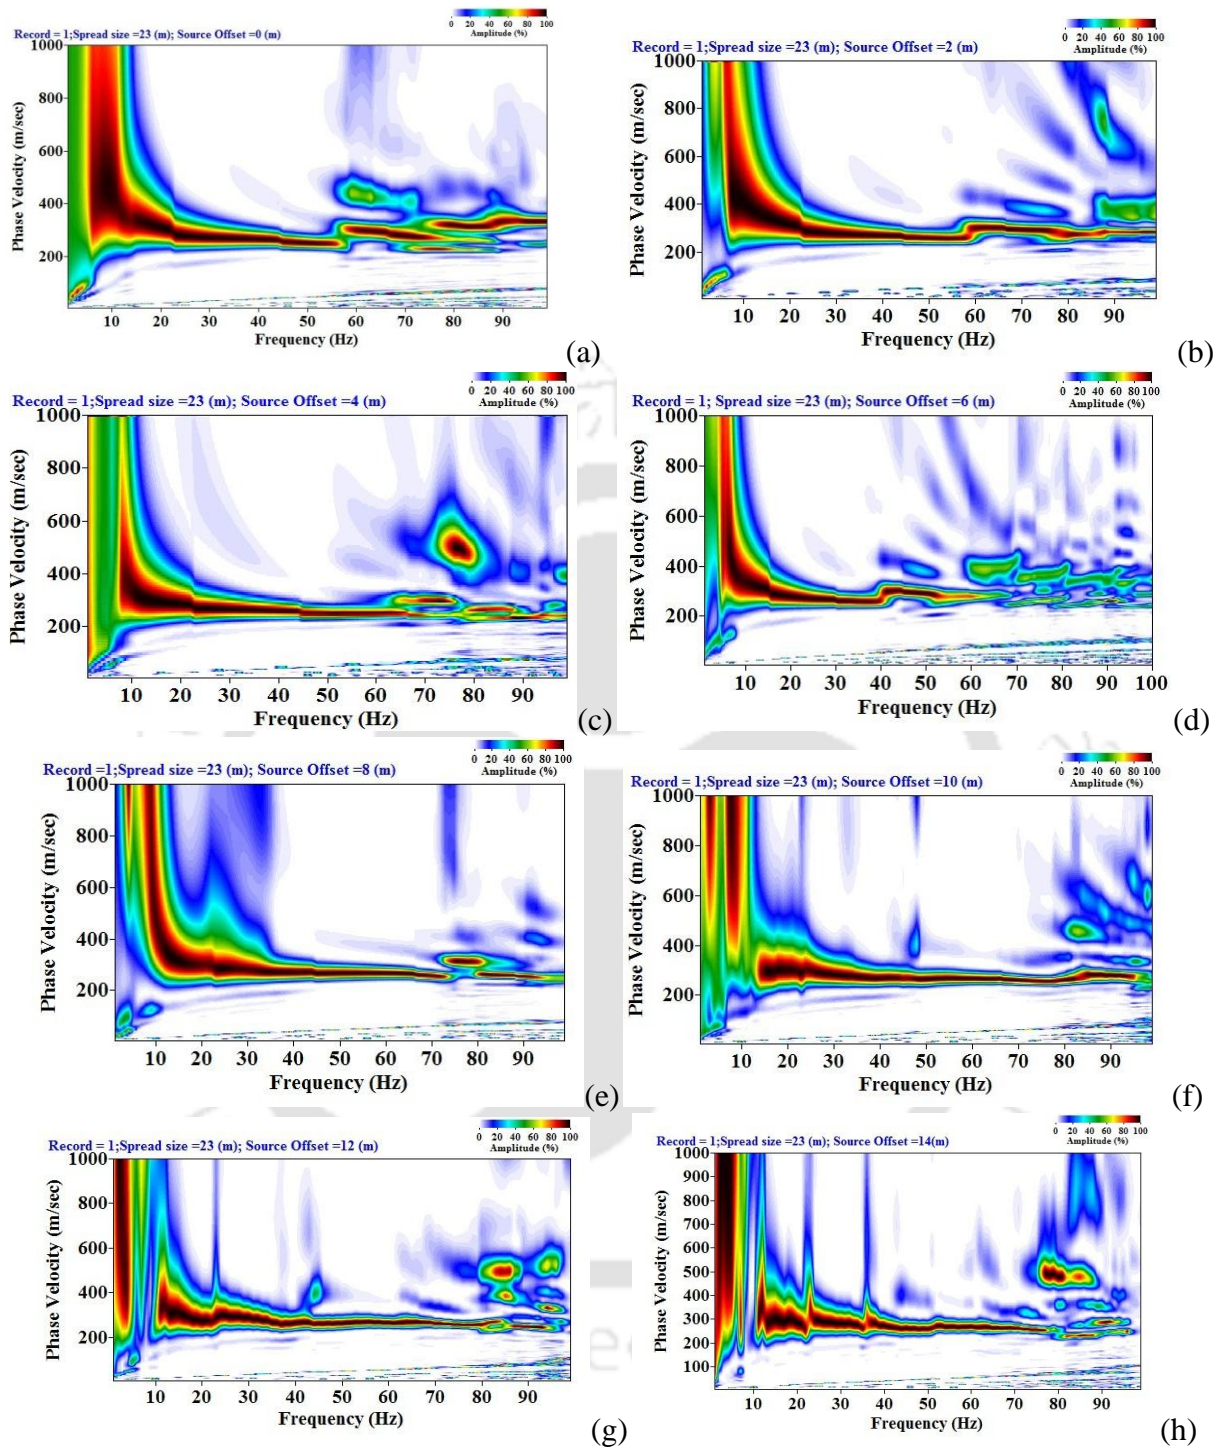 0 20 40 60 80 100
Amplitude (%)
Record = 1;Spread size =23 (m); Source Offset =0 (m)
1000
800
600
400
200
Phase Velocity (m/sec)
10 20 30 40 50 60 70 80 90
Frequency (Hz)
(a)
0 20 40 60 80 100
Amplitude (%)
Record = 1;Spread size =23 (m); Source Offset =2 (m)
1000
800
600
400
200
Phase Velocity (m/sec)
10 20 30 40 50 60 70 80 90
Frequency (Hz)
(b)
0 20 40 60 80 100
Amplitude (%)
Record = 1;Spread size =23 (m); Source Offset =4 (m)
1000
800
600
400
200
Phase Velocity (m/sec)
10 20 30 40 50 60 70 80 90
Frequency (Hz)
(c)
0 20 40 60 80 100
Amplitude (%)
Record = 1; Spread size =23 (m); Source Offset =6 (m)
1000
800
600
400
200
Phase Velocity (m/sec)
10 20 30 40 50 60 70 80 90 100
Frequency (Hz)
(d)
0 20 40 60 80 100
Amplitude (%)
Record =1;Spread size =23 (m); Source Offset =8 (m)
1000
800
600
400
200
Phase Velocity (m/sec)
10 20 30 40 50 60 70 80 90
Frequency (Hz)
(e)
0 20 40 60 80 100
Amplitude (%)
Record = 1;Spread size =23 (m); Source Offset =10 (m)
1000
800
600
400
200
Phase Velocity (m/sec)
10 20 30 40 50 60 70 80 90
Frequency (Hz)
(f)
0 20 40 60 80 100
Amplitude (%)
Record = 1;Spread size =23 (m); Source Offset =12 (m)
1000
800
600
400
200
Phase Velocity (m/sec)
10 20 30 40 50 60 70 80 90
Frequency (Hz)
(g)
0 20 40 60 80 100
Amplitude (%)
Record = 1;Spread size =23 (m); Source Offset =14(m)
1000
900
800
700
600
500
400
300
200
100
Phase Velocity (m/sec)
10 20 30 40 50 60 70 80 90
Frequency (Hz)
(h)